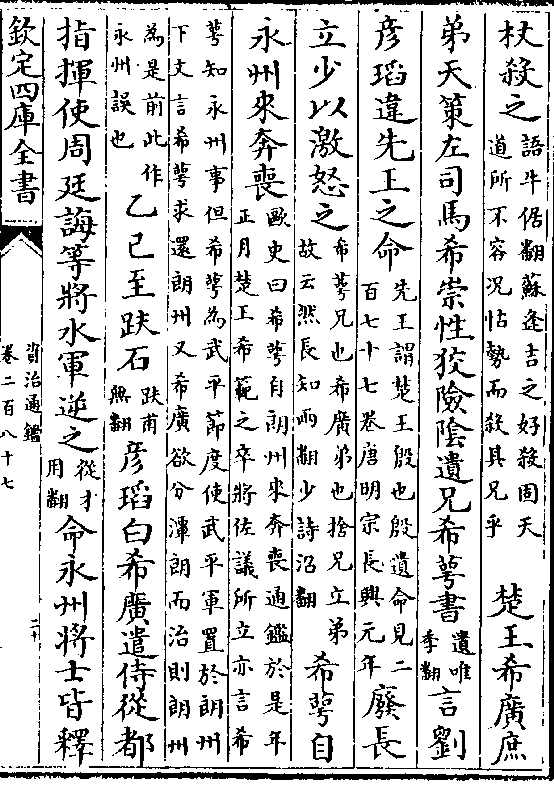 杖殺之語牛倨翻蘇逢吉之好殺固天
道所不容况怙勢而殺其兄乎楚王希廣庶
弟天策左司馬希崇性狡險陰遺兄希萼書遺唯
季翻言劉
彦瑫違先王之命先王謂楚王殷也殷遺命見二
百七十七卷唐明宗長興元年廢長
立少以激怒之希萼兄也希廣弟也捨兄立弟
故云然長知兩翻少詩沼翻希萼自
永州來奔喪歐史曰希萼自朗州來奔喪通鑑於是年
正月楚王希範之卒將佐議所立亦言希
萼知永州事但希萼為武平節度使武平軍置於朗州
下文言希萼求還朗州又希廣欲分潭朗而治則朗州
為是前此作
永州誤也乙巳至趺石趺甫
無翻彦瑫白希廣遣侍從都
指揮使周廷誨等將水軍逆之從才
用翻命永州將士皆釋
欽定四庫全書
資治通鑑
卷二百八十七